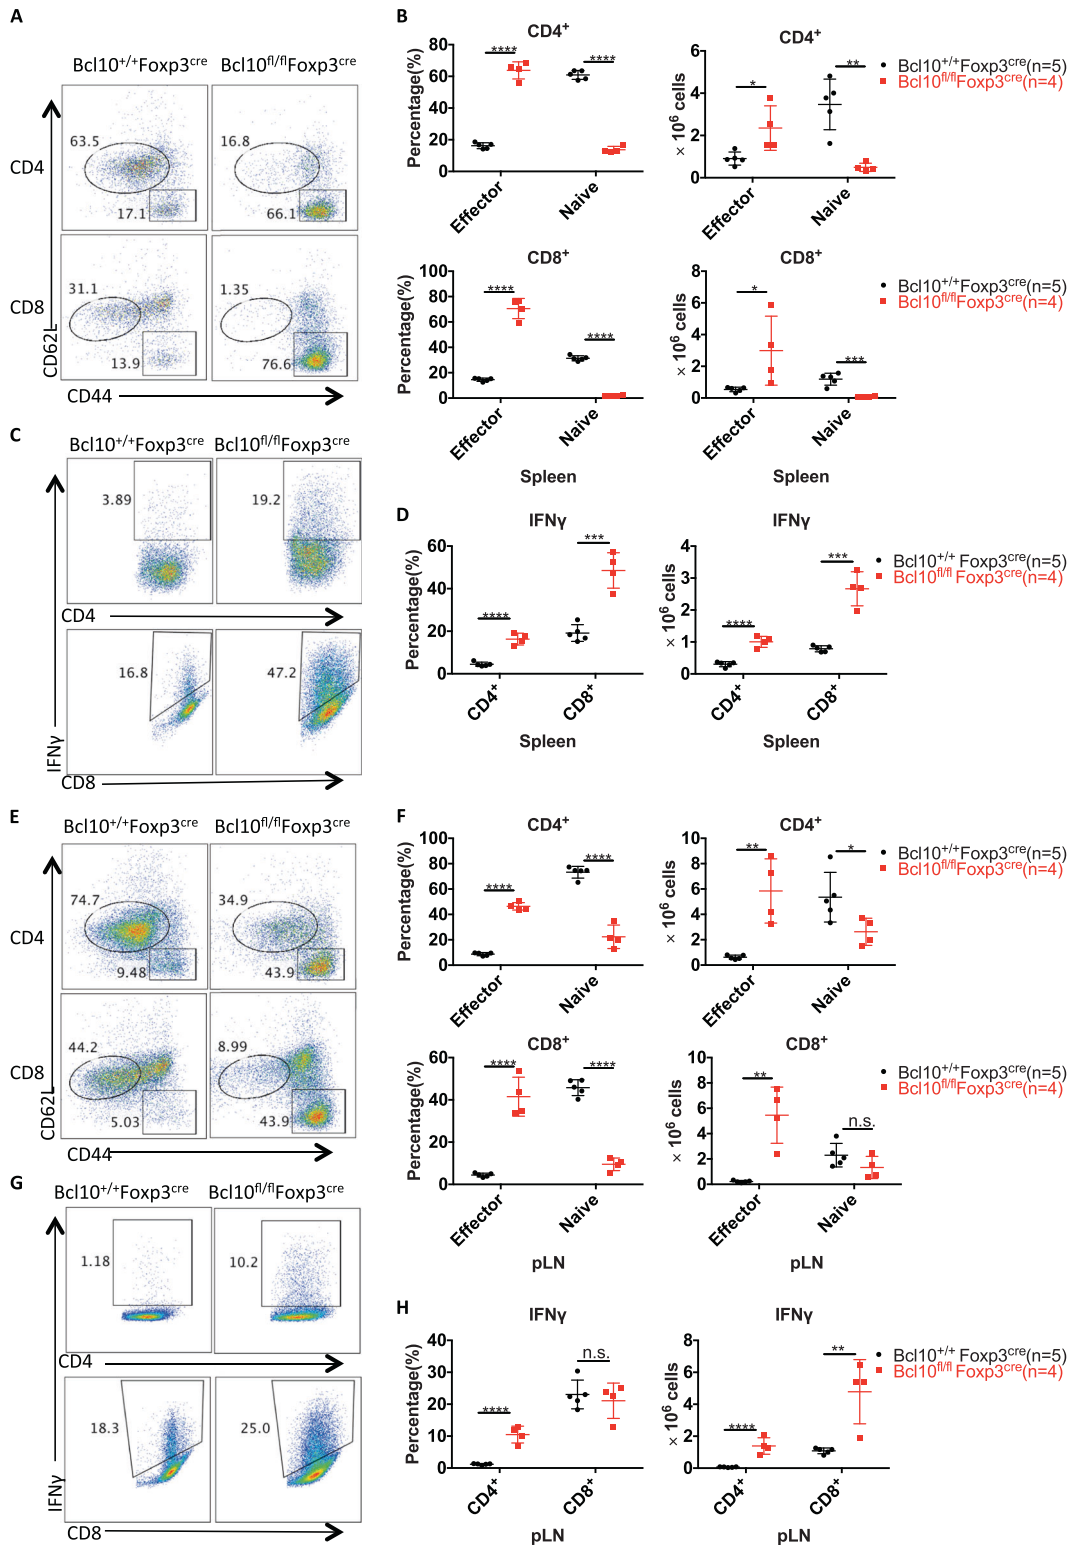 A
Bcl10+/+Foxp3cre Bcl10fl/flFoxp3cre
CD4
63.5
17.1
16.8
66.1
CD8
31.1
13.9
1.35
76.6
CD62L
CD44
B
CD4+
Percentage(%)
80
60
40
20
0
**** ****
Effector Naive
CD4+
× 106 cells
6
4
2
0
* **
Effector Naive
Bcl10+/+Foxp3cre(n=5)
Bcl10fl/flFoxp3cre(n=4)
CD8+
Percentage(%)
100
80
60
40
20
0
**** ****
Effector Naive
Spleen
CD8+
× 106 cells
8
6
4
2
0
* ***
Effector Naive
Spleen
Bcl10+/+Foxp3cre(n=5)
Bcl10fl/flFoxp3cre(n=4)
C
Bcl10+/+Foxp3cre Bcl10fl/flFoxp3cre
3.89
19.2
CD4
16.8
47.2
IFNγ
CD8
D
IFNγ
Percentage(%)
60
40
20
0
**** ***
CD4+ CD8+
Spleen
IFNγ
× 106 cells
4
3
2
1
0
**** ***
CD4+ CD8+
Spleen
Bcl10+/+ Foxp3cre(n=5)
Bcl10fl/fl Foxp3cre(n=4)
E
Bcl10+/+Foxp3cre Bcl10fl/flFoxp3cre
CD4
74.7
9.48
34.9
43.9
CD8
44.2
5.03
8.99
43.9
CD62L
CD44
F
CD4+
Percentage(%)
100
80
60
40
20
0
**** ****
Effector Naive
CD4+
× 106 cells
10
8
6
4
2
0
** *
Effector Naive
Bcl10+/+Foxp3cre(n=5)
Bcl10fl/flFoxp3cre(n=4)
CD8+
Percentage(%)
60
40
20
0
**** ****
Effector Naive
pLN
CD8+
× 106 cells
10
8
6
4
2
0
** n.s.
Effector Naive
pLN
Bcl10+/+Foxp3cre(n=5)
Bcl10fl/flFoxp3cre(n=4)
G
Bcl10+/+Foxp3cre Bcl10fl/flFoxp3cre
1.18
10.2
CD4
18.3
25.0
IFNγ
CD8
H
IFNγ
Percentage(%)
40
30
20
10
0
**** n.s.
CD4+ CD8+
pLN
IFNγ
× 106 cells
8
6
4
2
0
**** **
CD4+ CD8+
pLN
Bcl10+/+ Foxp3cre(n=5)
Bcl10fl/fl Foxp3cre(n=4)